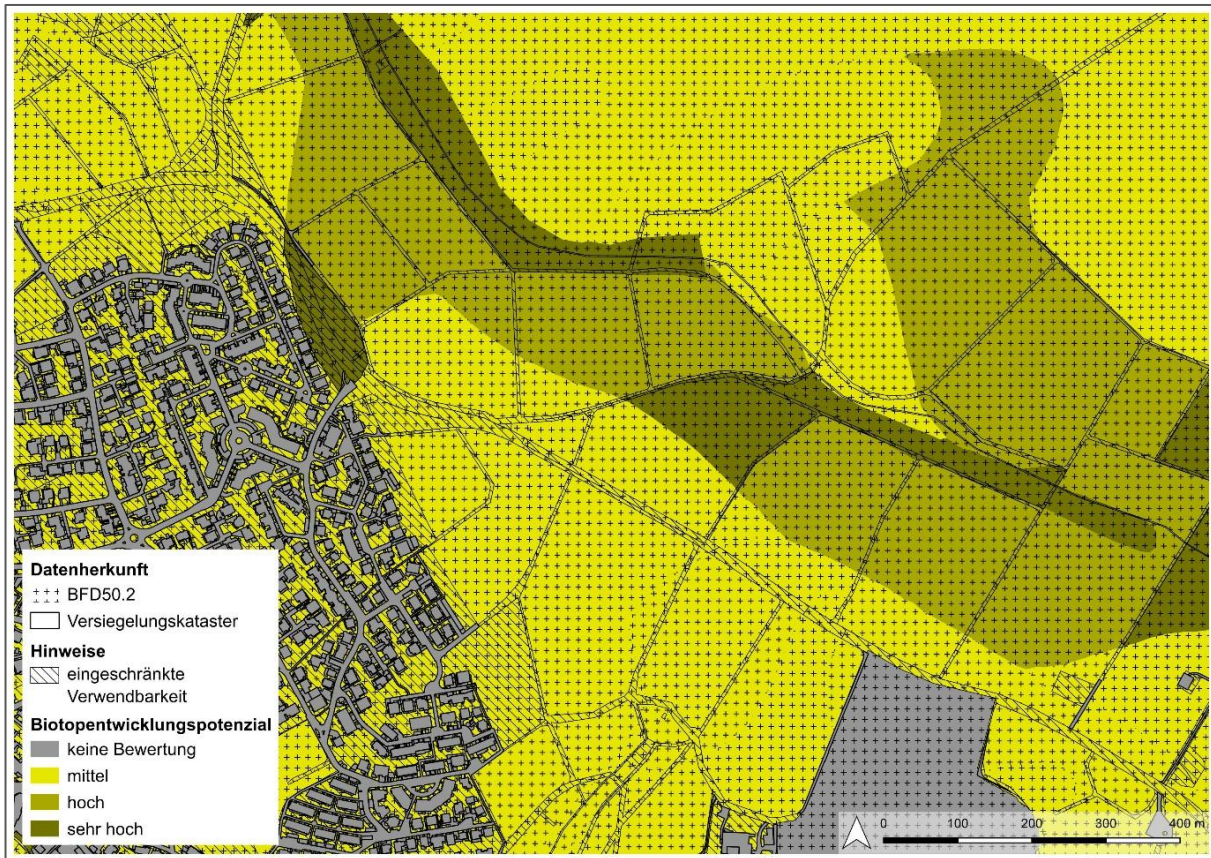 Datenherkunft
BFD50.2
Versiegelungskataster
Hinweise
eingeschränkte
Verwendbarkeit
Biotopentwicklungspotenzial
keine Bewertung
mittel
hoch
sehr hoch
0 100 200 300 400 m